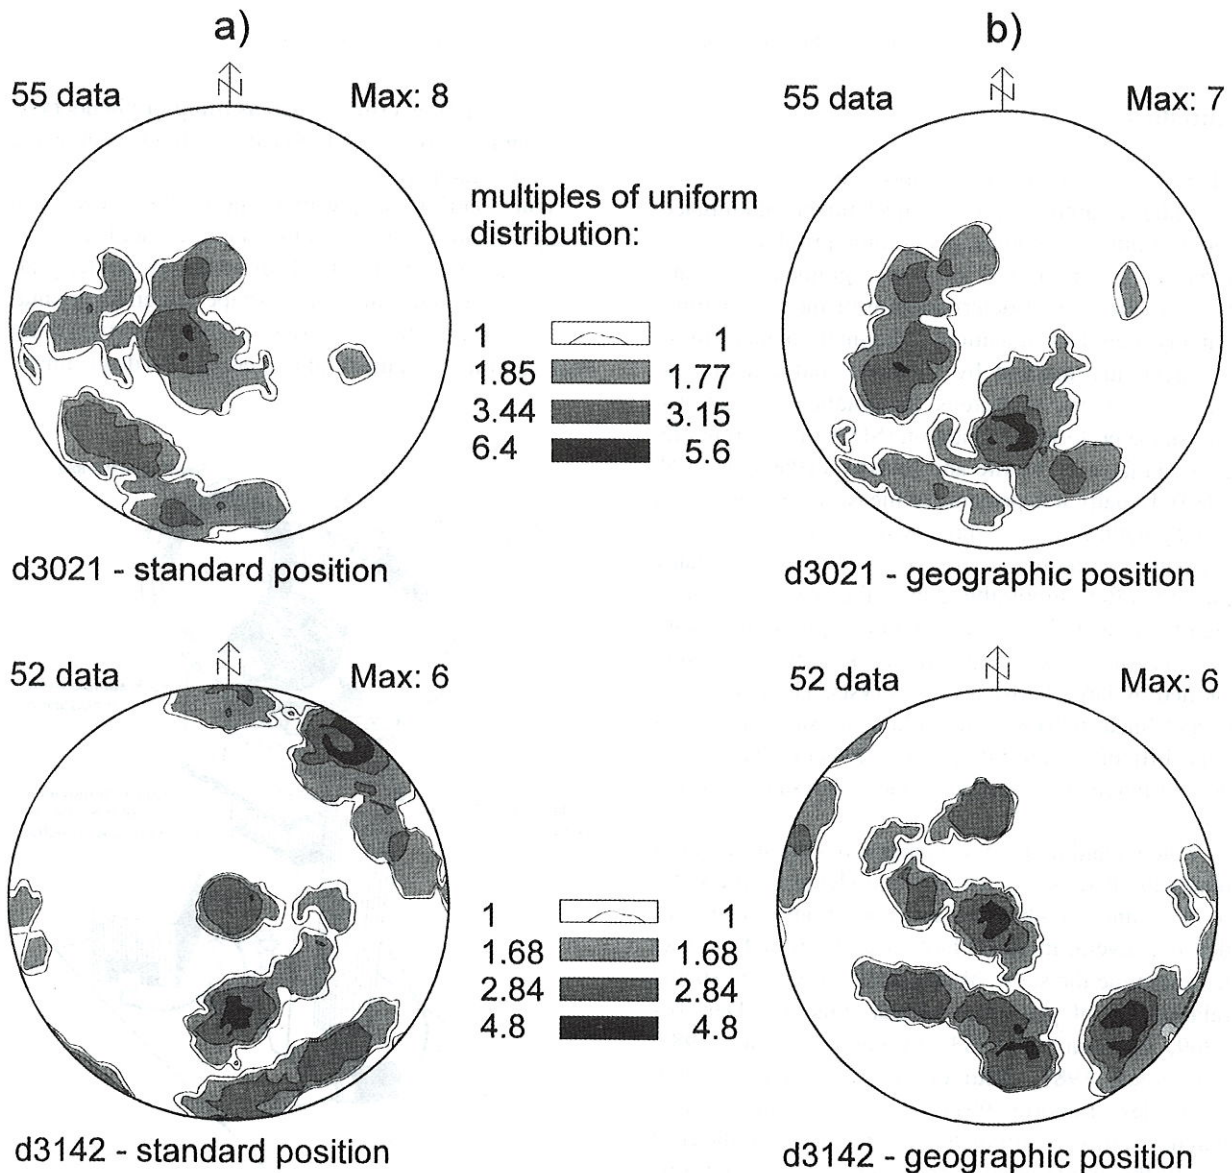 a)
b)
N
N
55 data
Max: 8
55 data
Max: 7
multiples of uniform
distribution:
1
1
1.85
1.77
3.44
3.15
6.4
5.6
d3021 - standard position
d3021 - geographic position
N
N
52 data
Max: 6
52 data
Max: 6
1
1
1.68
1.68
2.84
2.84
4.8
4.8
d3142 - standard position
d3142 - geographic position